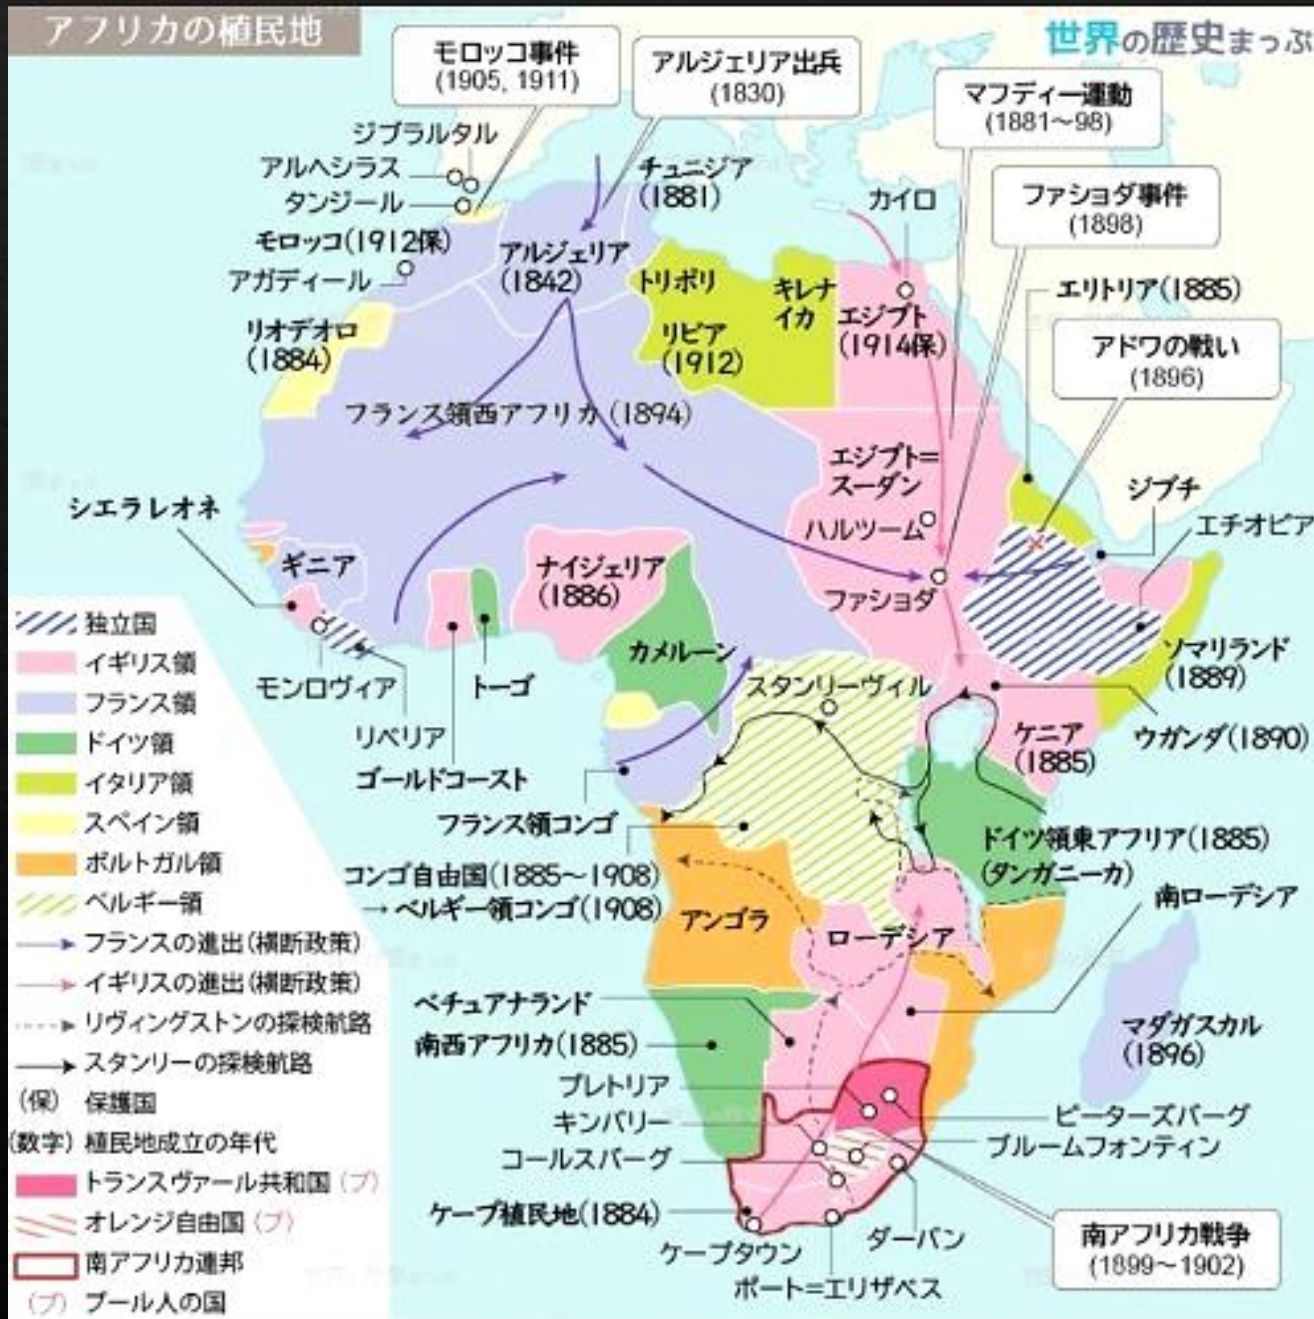 アフリカの植民地
世界の歴史まっぷ
モロッコ事件
(1905, 1911)
アルジェリア出兵
(1830)
マフディー運動
(1881～98)
ファショダ事件
(1898)
ジブラルタル
アルヘシラス
タンジール
モロッコ(1912保)
アガディール
チュニジア
(1881)
カイロ
アルジェリア
(1842)
トリポリ
キレナ
イカ
リビア
(1912)
エジプト
(1914保)
エリトリア(1885)
アドワの戦い
(1896)
リオデオロ
(1884)
フランス領西アフリカ(1894)
エジプト=
スーダン
ハルツーム
ファショダ
ジブチ
エチオピア
シエラレオネ
ギニア
ナイジェリア
(1886)
カメルーン
モンロヴィア
トーゴ
リベリア
ゴールドコースト
スタンリーヴィル
ソマリランド
(1889)
ケニア
(1885)
ウガンダ(1890)
フランス領コンゴ
コンゴ自由国(1885～1908)
→ベルギー領コンゴ(1908)
ドイツ領東アフリア(1885)
(タンガニーカ)
アンゴラ
ローデシア
南ローデシア
ベチュアナランド
南西アフリカ(1885)
マダガスカル
(1896)
プレトリア
キンバリー
コールスバーグ
ピーターズバーグ
ブルームフォンティン
ケープ植民地(1884)
ケープタウン
ダーバン
ポート=エリザベス
南アフリカ戦争
(1899～1902)
独立国
イギリス領
フランス領
ドイツ領
イタリア領
スペイン領
ポルトガル領
ベルギー領
フランスの進出(横断政策)
イギリスの進出(横断政策)
リヴィングストンの探検航路
スタンリーの探検航路
(保) 保護国
(数字) 植民地成立の年代
トランスヴァール共和国(ブ)
オレンジ自由国(ブ)
南アフリカ連邦
(ブ) ブール人の国